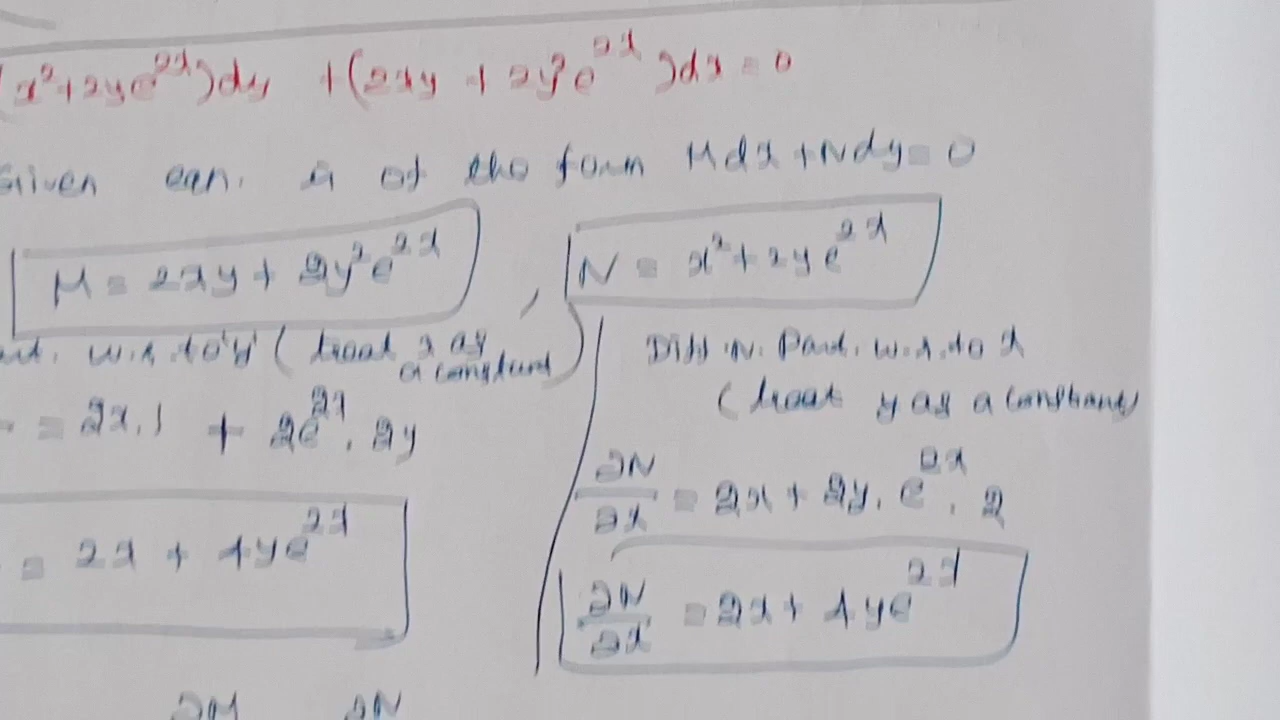 (x²+2ye^{2x})dy + (2xy + 2y²e^{2x})dx = 0
Given eqn. is of the form Mdx + Ndy = 0
M = 2xy + 2y²e^{2x} , N = x² + 2ye^{2x}
w.r.to 'y' (treat x as a constant)
= 2x.1 + 2e^{2x}. 2y
= 2x + 4ye^{2x}
Diff. N. Part. w.r.to x
(treat y as a constant)
∂N/∂x = 2x + 2y. e^{2x}. 2
∂N/∂x = 2x + 4ye^{2x}
∂M ∂N